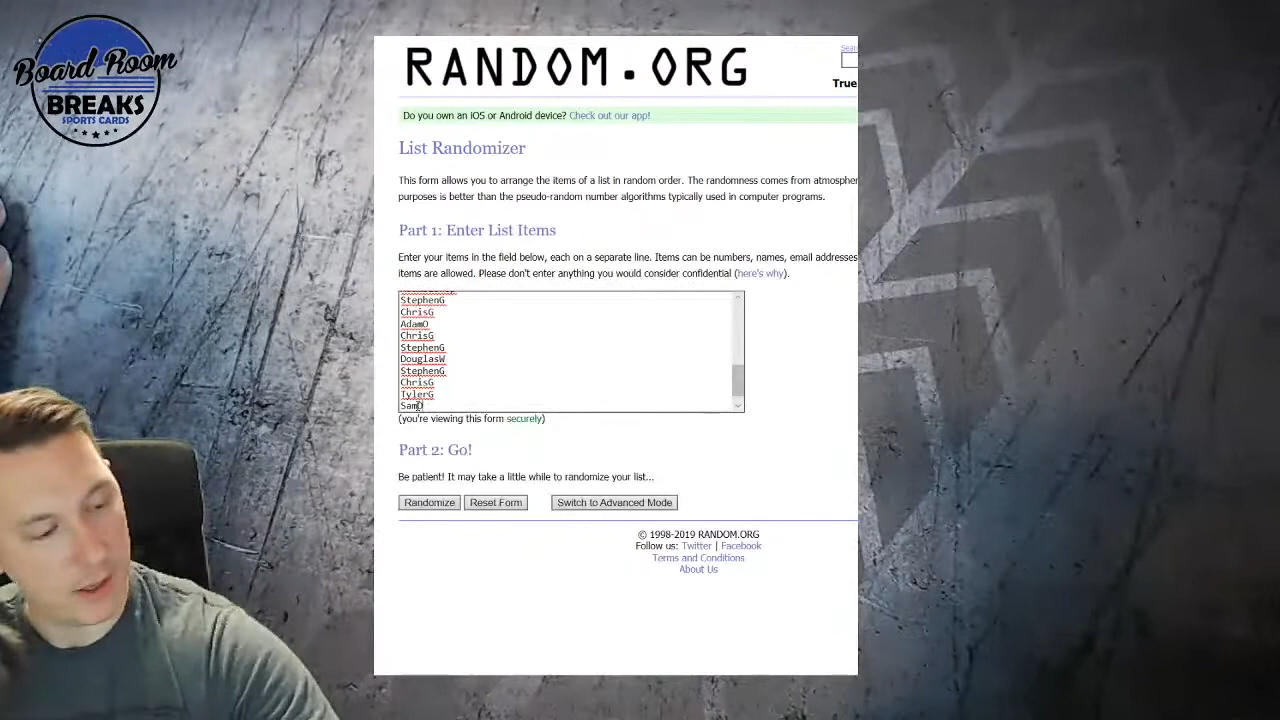 Board Room
BREAKS
SPORTS CARDS
RANDOM.ORG
True
Do you own an iOS or Android device? Check out our app!
List Randomizer
This form allows you to arrange the items of a list in random order. The randomness comes from
purposes is better than the pseudo-random number algorithms typically used in computer programs.
Part 1: Enter List Items
Enter your items in the field below, each on a separate line. Items can be numbers, names, email addresses
items are allowed. Please don't enter anything you would consider confidential (here's why).
StephenG
ChrisG
AdamO
ChrisG
StephenG
DouglasW
StephenG
ChrisG
TylerG
(you're viewing this form securely)
Part 2: Go!
Be patient! It may take a little while to randomize your list...
Randomize Reset Form Switch to Advanced Mode
© 1998-2019 RANDOM.ORG
Follow us: Twitter | Facebook
Terms and Conditions
About Us